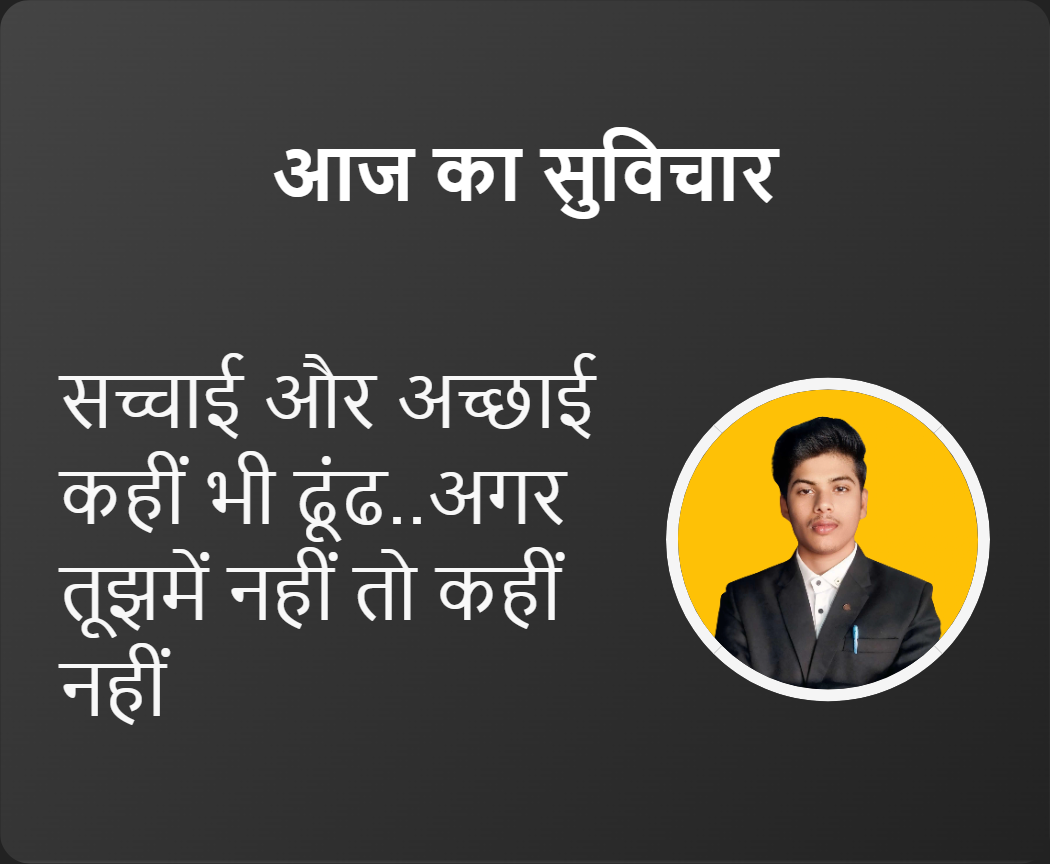 आज का सुविचार
सच्चाई और अच्छाई
कहीं भी ढूंढ..अगर
तूझमें नहीं तो कहीं
नहीं